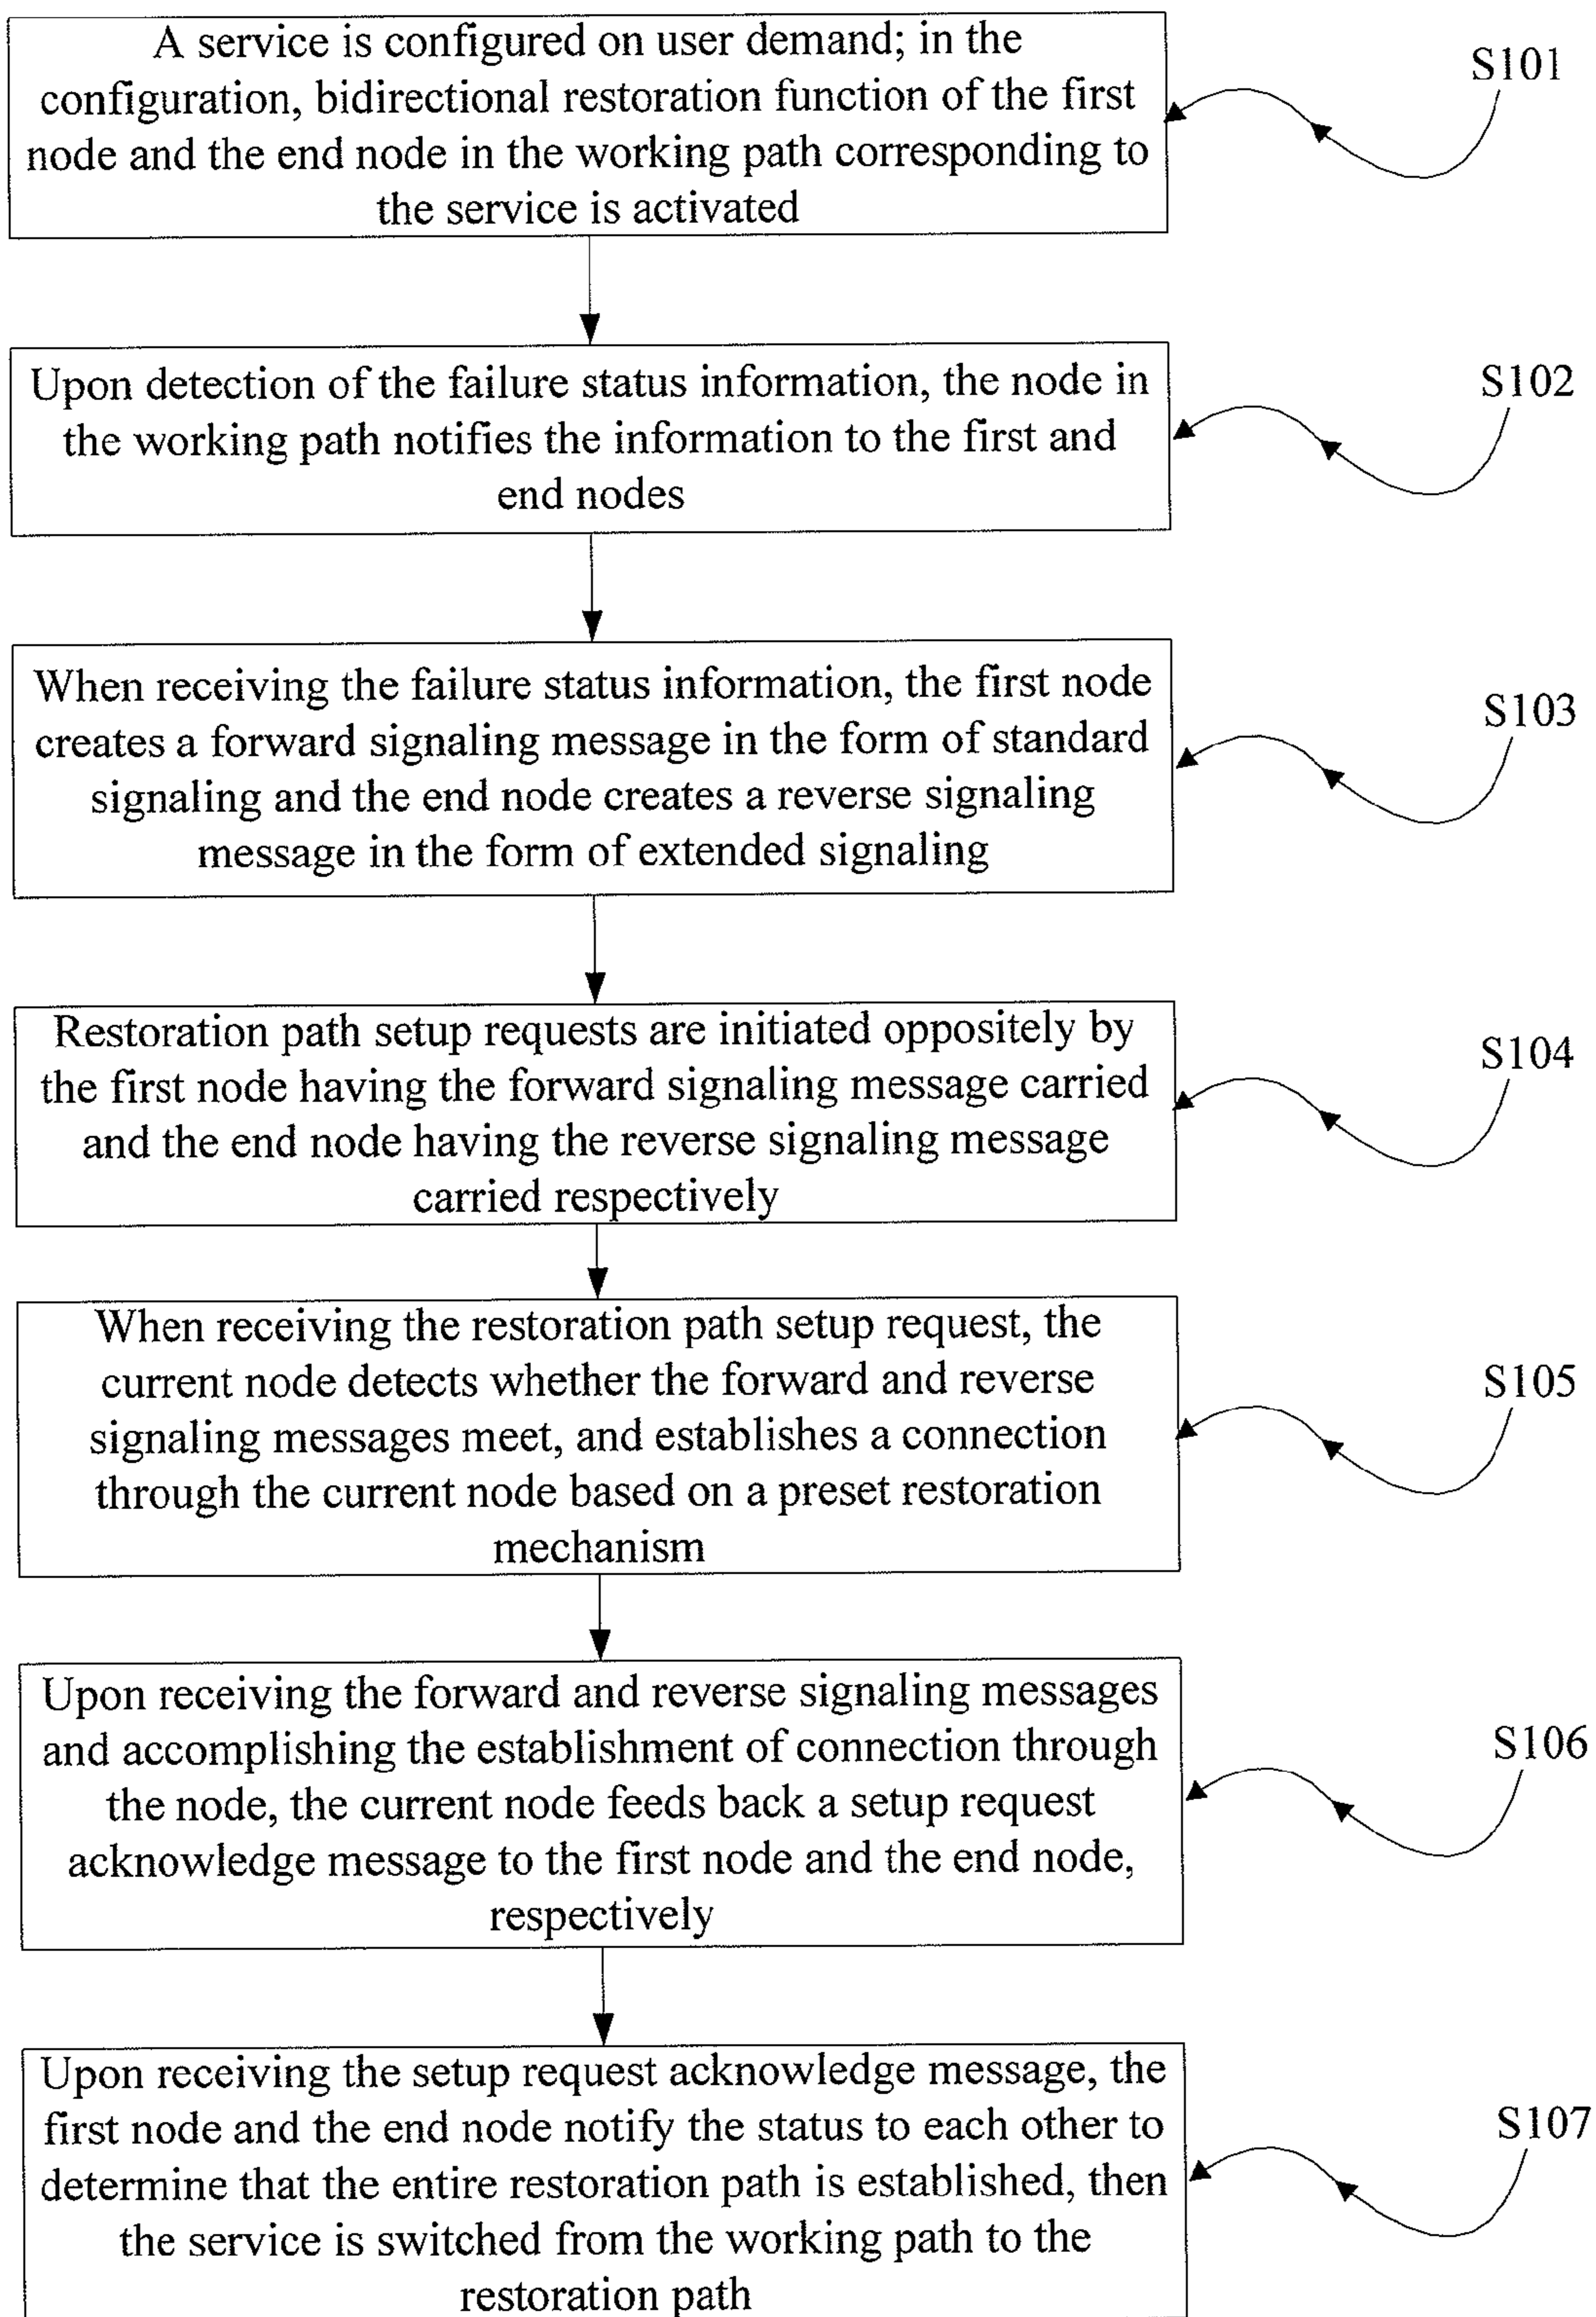 A service is configured on user demand; in the
configuration, bidirectional restoration function of the first
node and the end node in the working path corresponding to
the service is activated
S101
Upon detection of the failure status information, the node in
the working path notifies the information to the first and
end nodes
S102
When receiving the failure status information, the first node
creates a forward signaling message in the form of standard
signaling and the end node creates a reverse signaling
message in the form of extended signaling
S103
Restoration path setup requests are initiated oppositely by
the first node having the forward signaling message carried
and the end node having the reverse signaling message
carried respectively
S104
When receiving the restoration path setup request, the
current node detects whether the forward and reverse
signaling messages meet, and establishes a connection
through the current node based on a preset restoration
mechanism
S105
Upon receiving the forward and reverse signaling messages
and accomplishing the establishment of connection through
the node, the current node feeds back a setup request
acknowledge message to the first node and the end node,
respectively
S106
Upon receiving the setup request acknowledge message, the
first node and the end node notify the status to each other to
determine that the entire restoration path is established, then
the service is switched from the working path to the
restoration path
S107